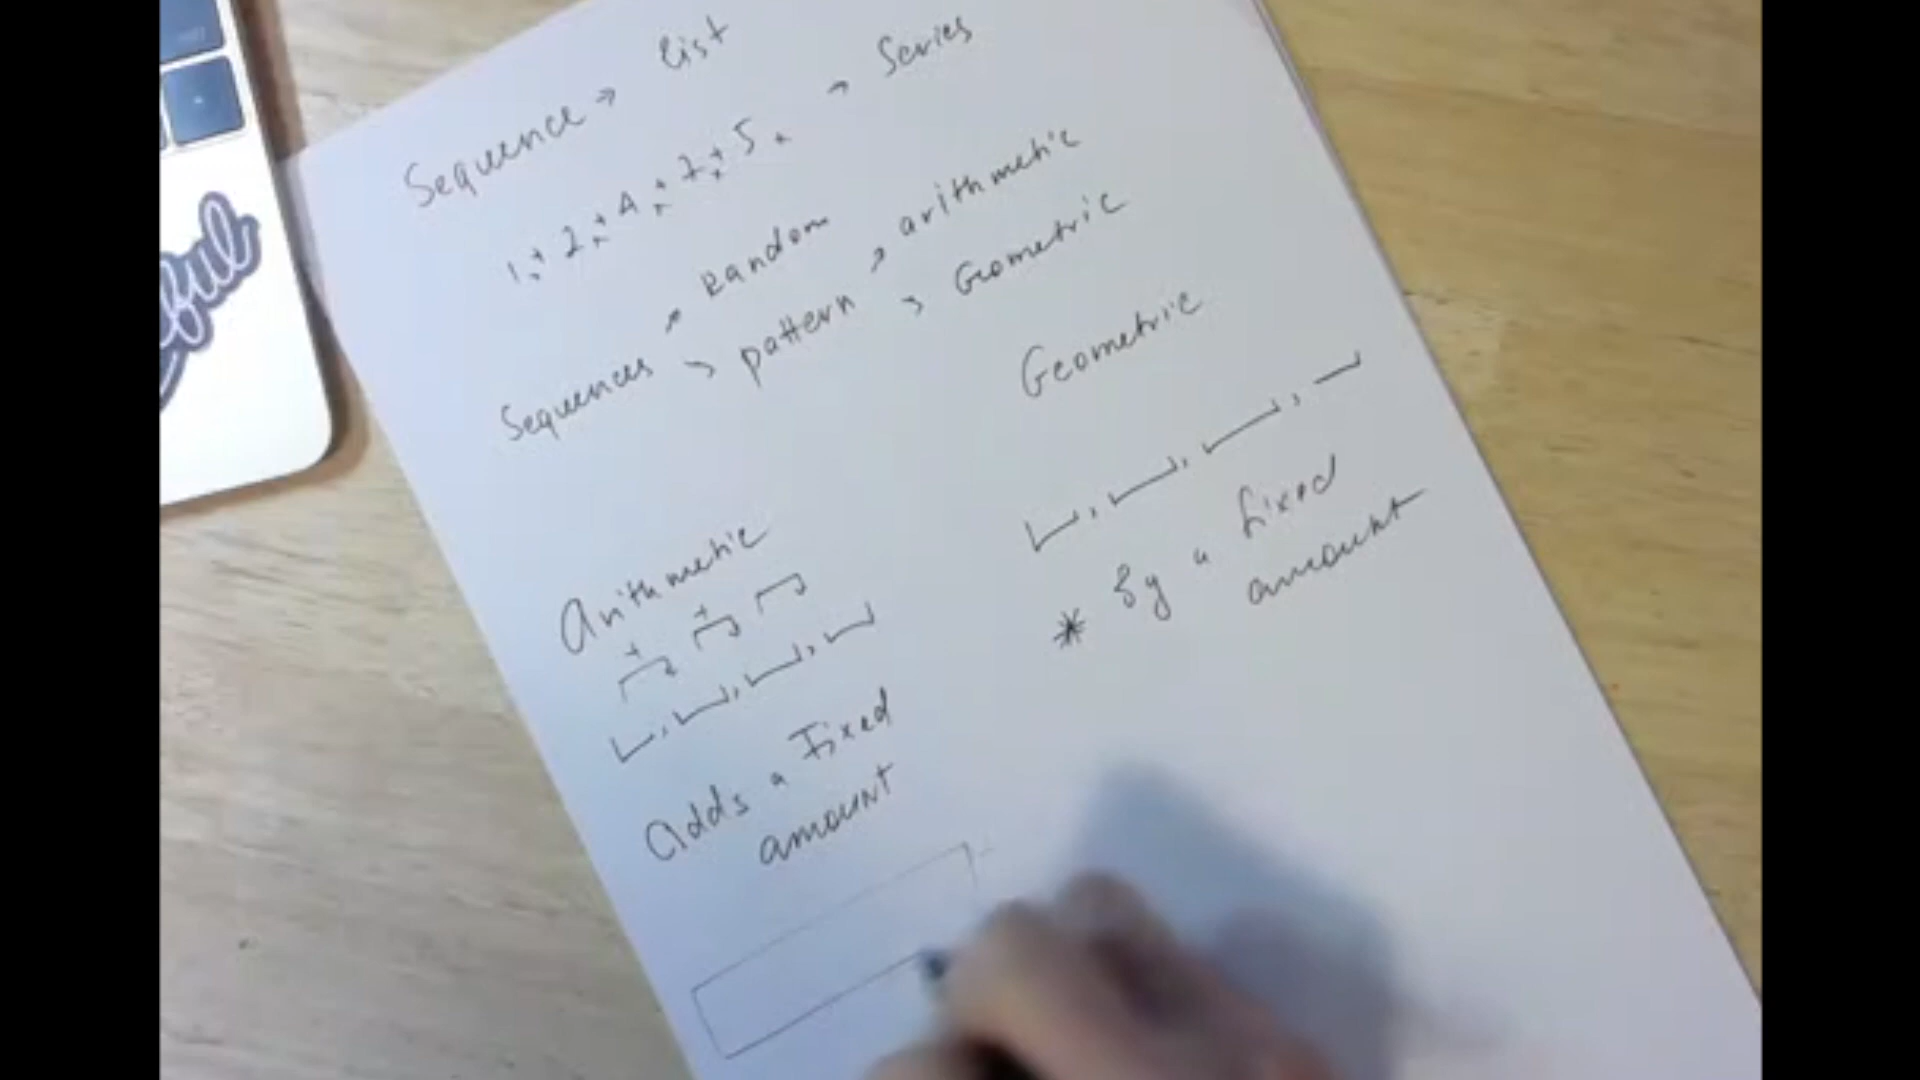 Sequence → list
1,+ 2,+ 4,+ 7,+ 5, → Series
Sequences → Random
→ pattern → arithmetic
→ Geometric
Geometric
* by a fixed
amount
Arithmetic
+ +
Adds a Fixed
amount